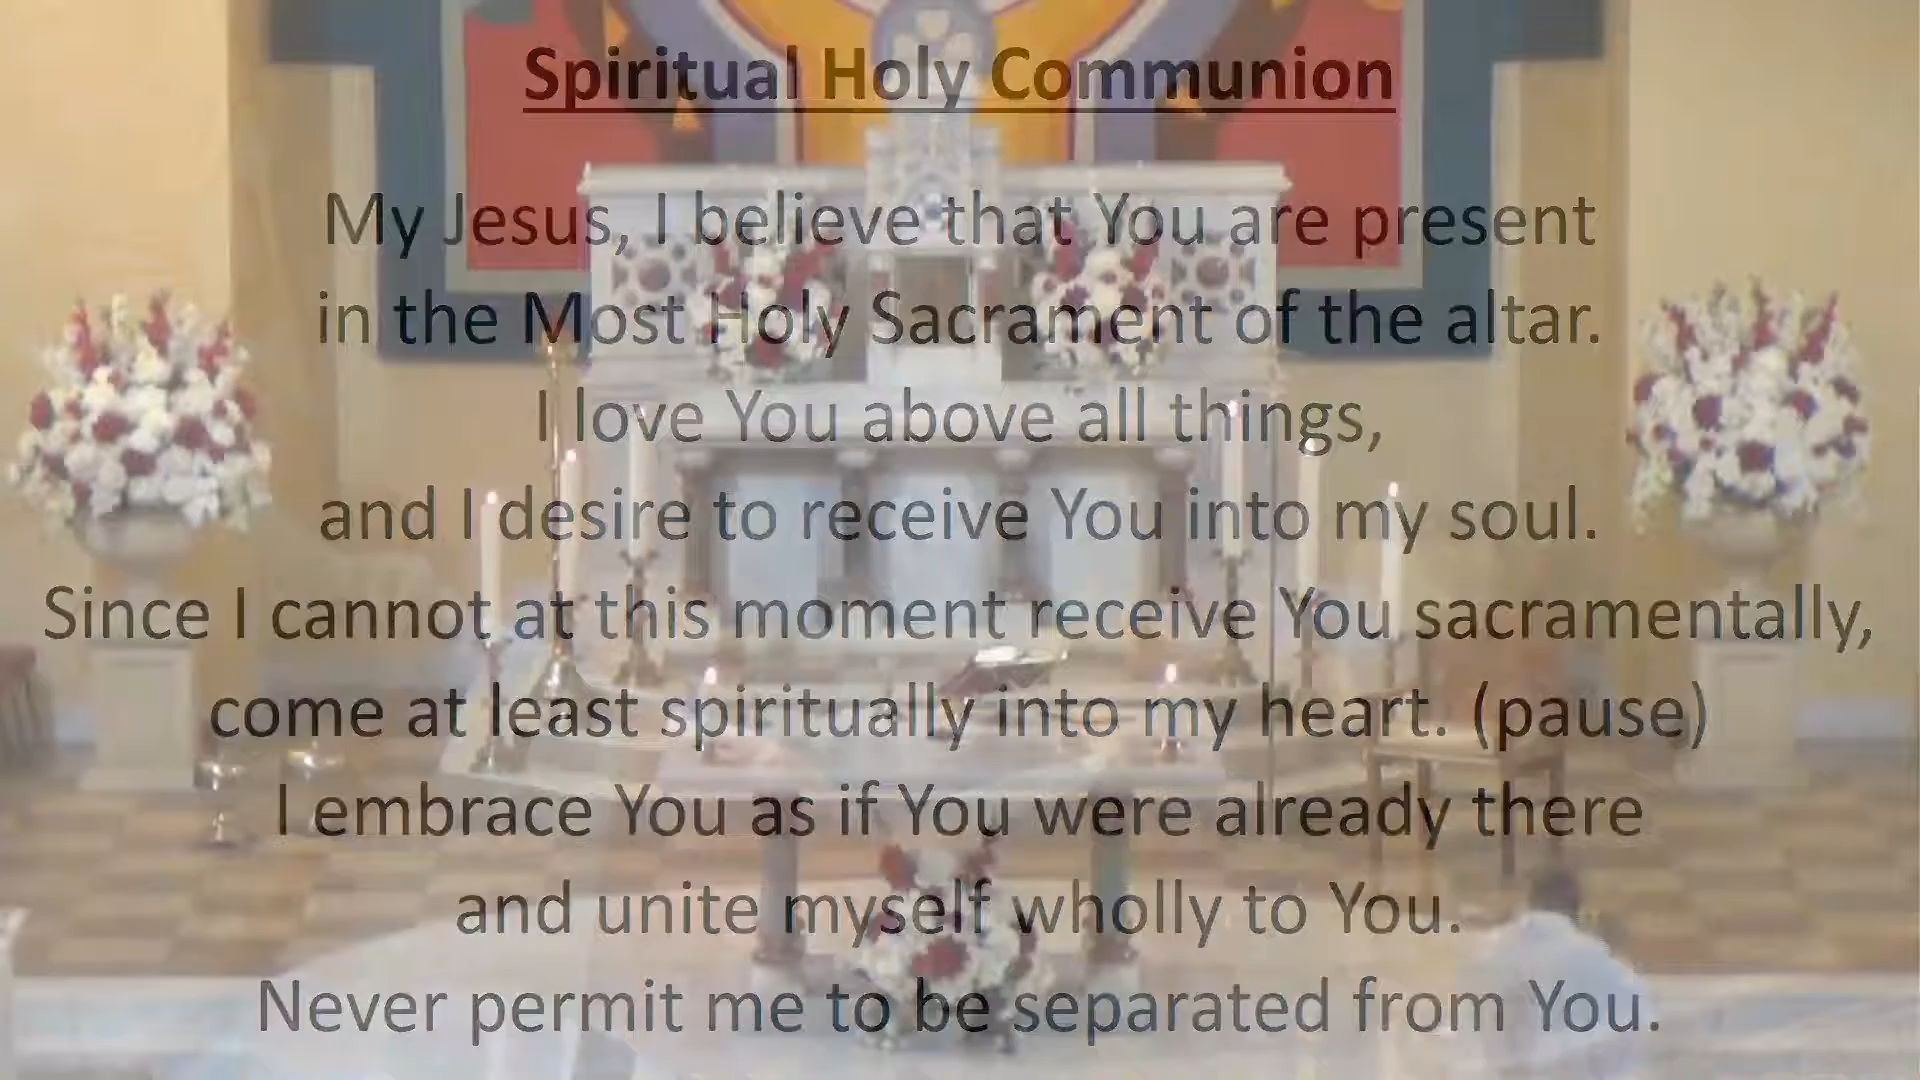 Spiritual Holy Communion
My Jesus, I believe that You are present
in the Most Holy Sacrament of the altar.
I love You above all things,
and I desire to receive You into my soul.
Since I cannot at this moment receive You sacramentally,
come at least spiritually into my heart. (pause)
I embrace You as if You were already there
and unite myself wholly to You.
Never permit me to be separated from You.